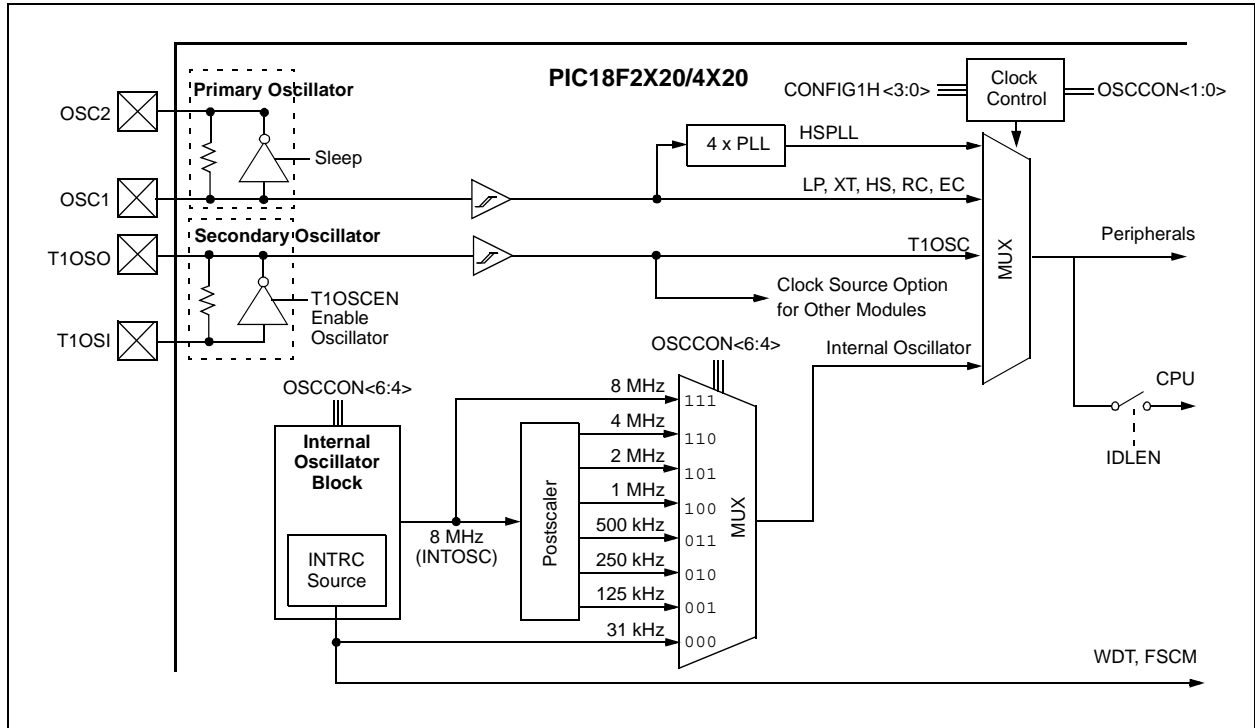 PIC18F2X20/4X20
Primary Oscillator
OSC2
Sleep
OSC1
Secondary Oscillator
T1OSO
T1OSCEN
Enable
Oscillator
T1OSI
CONFIG1H <3:0>
Clock
Control
OSCCON<1:0>
4 x PLL
HSPLL
LP, XT, HS, RC, EC
T1OSC
Clock Source Option
for Other Modules
Internal Oscillator
MUX
Peripherals
CPU
IDLEN
OSCCON<6:4>
Internal
Oscillator
Block
INTRC
Source
8 MHz
(INTOSC)
Postscaler
OSCCON<6:4>
8 MHz
111
4 MHz
110
2 MHz
101
1 MHz
100
500 kHz
011
250 kHz
010
125 kHz
001
31 kHz
000
MUX
WDT, FSCM